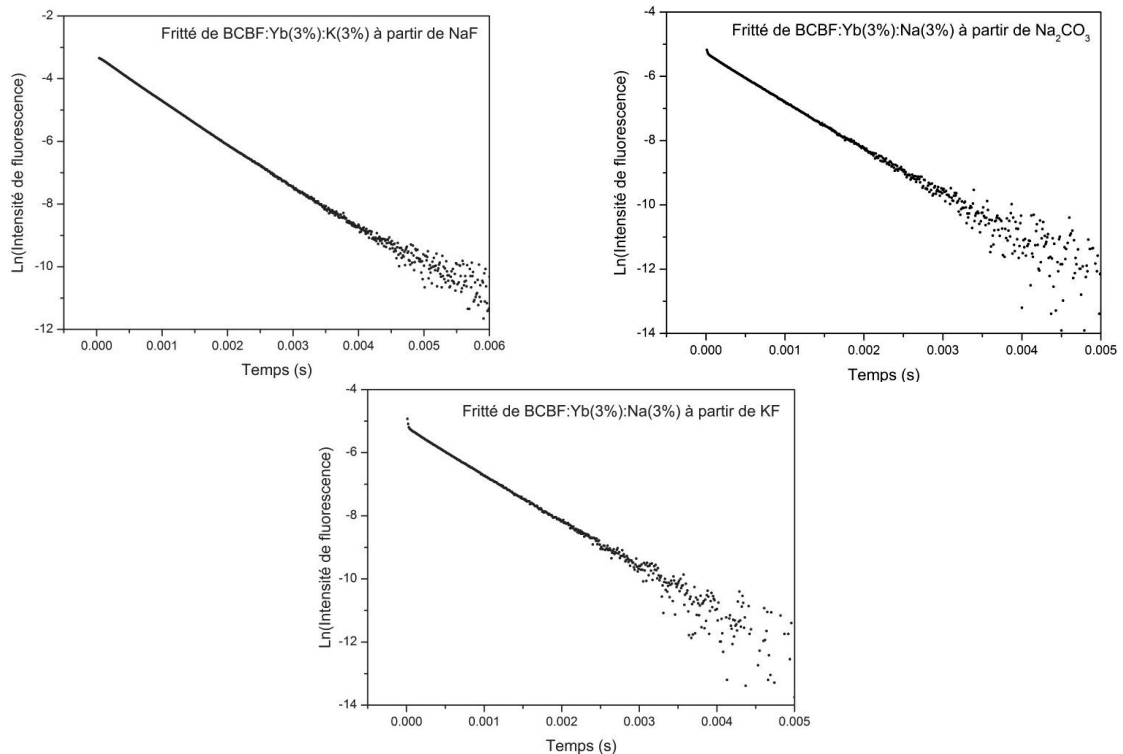 Fritté de BCBF:Yb(3%):K(3%) à partir de NaF
Ln(Intensité de fluorescence)
-2
-4
-6
-8
-10
-12
0.000 0.001 0.002 0.003 0.004 0.005 0.006
Temps (s)
Fritté de BCBF:Yb(3%):Na(3%) à partir de Na₂CO₃
Ln(Intensité de fluorescence)
-4
-6
-8
-10
-12
-14
0.000 0.001 0.002 0.003 0.004 0.005
Temps (s)
Fritté de BCBF:Yb(3%):Na(3%) à partir de KF
Ln(Intensité de fluorescence)
-4
-6
-8
-10
-12
-14
0.000 0.001 0.002 0.003 0.004 0.005
Temps (s)